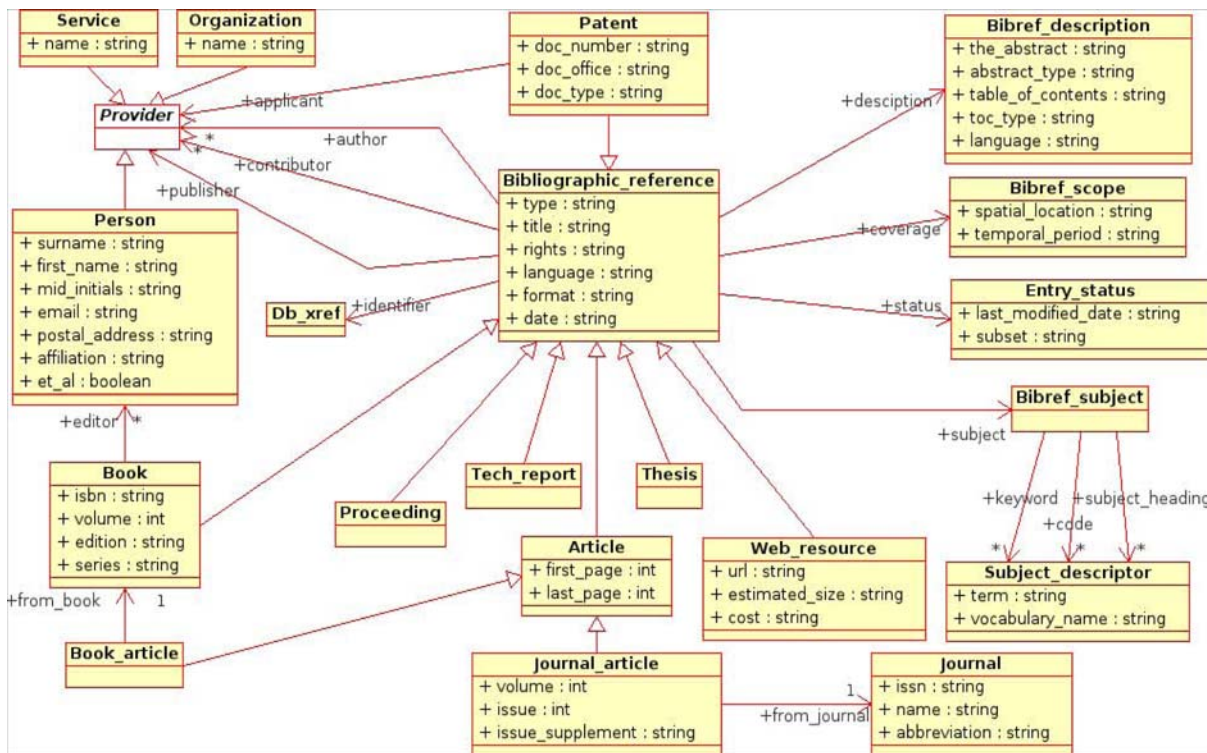 Service
+ name : string
Organization
+ name : string
Patent
+ doc_number : string
+ doc_office : string
+ doc_type : string
Bibref_description
+ the_abstract : string
+ abstract_type : string
+ table_of_contents : string
+ toc_type : string
+ language : string
Provider
+applicant
*
+author
*
+contributor
+publisher
+desciption
Bibliographic_reference
+ type : string
+ title : string
+ rights : string
+ language : string
+ format : string
+ date : string
Bibref_scope
+ spatial_location : string
+ temporal_period : string
+coverage
Person
+ surname : string
+ first_name : string
+ mid_initials : string
+ email : string
+ postal_address : string
+ affiliation : string
+ et_al : boolean
Db_xref
+identifier
+status
Entry_status
+ last_modified_date : string
+ subset : string
+editor
*
Bibref_subject
+subject
Book
+ isbn : string
+ volume : int
+ edition : string
+ series : string
Proceeding
Tech_report
Thesis
+keyword
+subject_heading
+code
*
*
*
Article
+ first_page : int
+ last_page : int
Web_resource
+ url : string
+ estimated_size : string
+ cost : string
Subject_descriptor
+ term : string
+ vocabulary_name : string
+from_book
1
Book_article
Journal_article
+ volume : int
+ issue : int
+ issue_supplement : string
1
+from_journal
Journal
+ issn : string
+ name : string
+ abbreviation : string